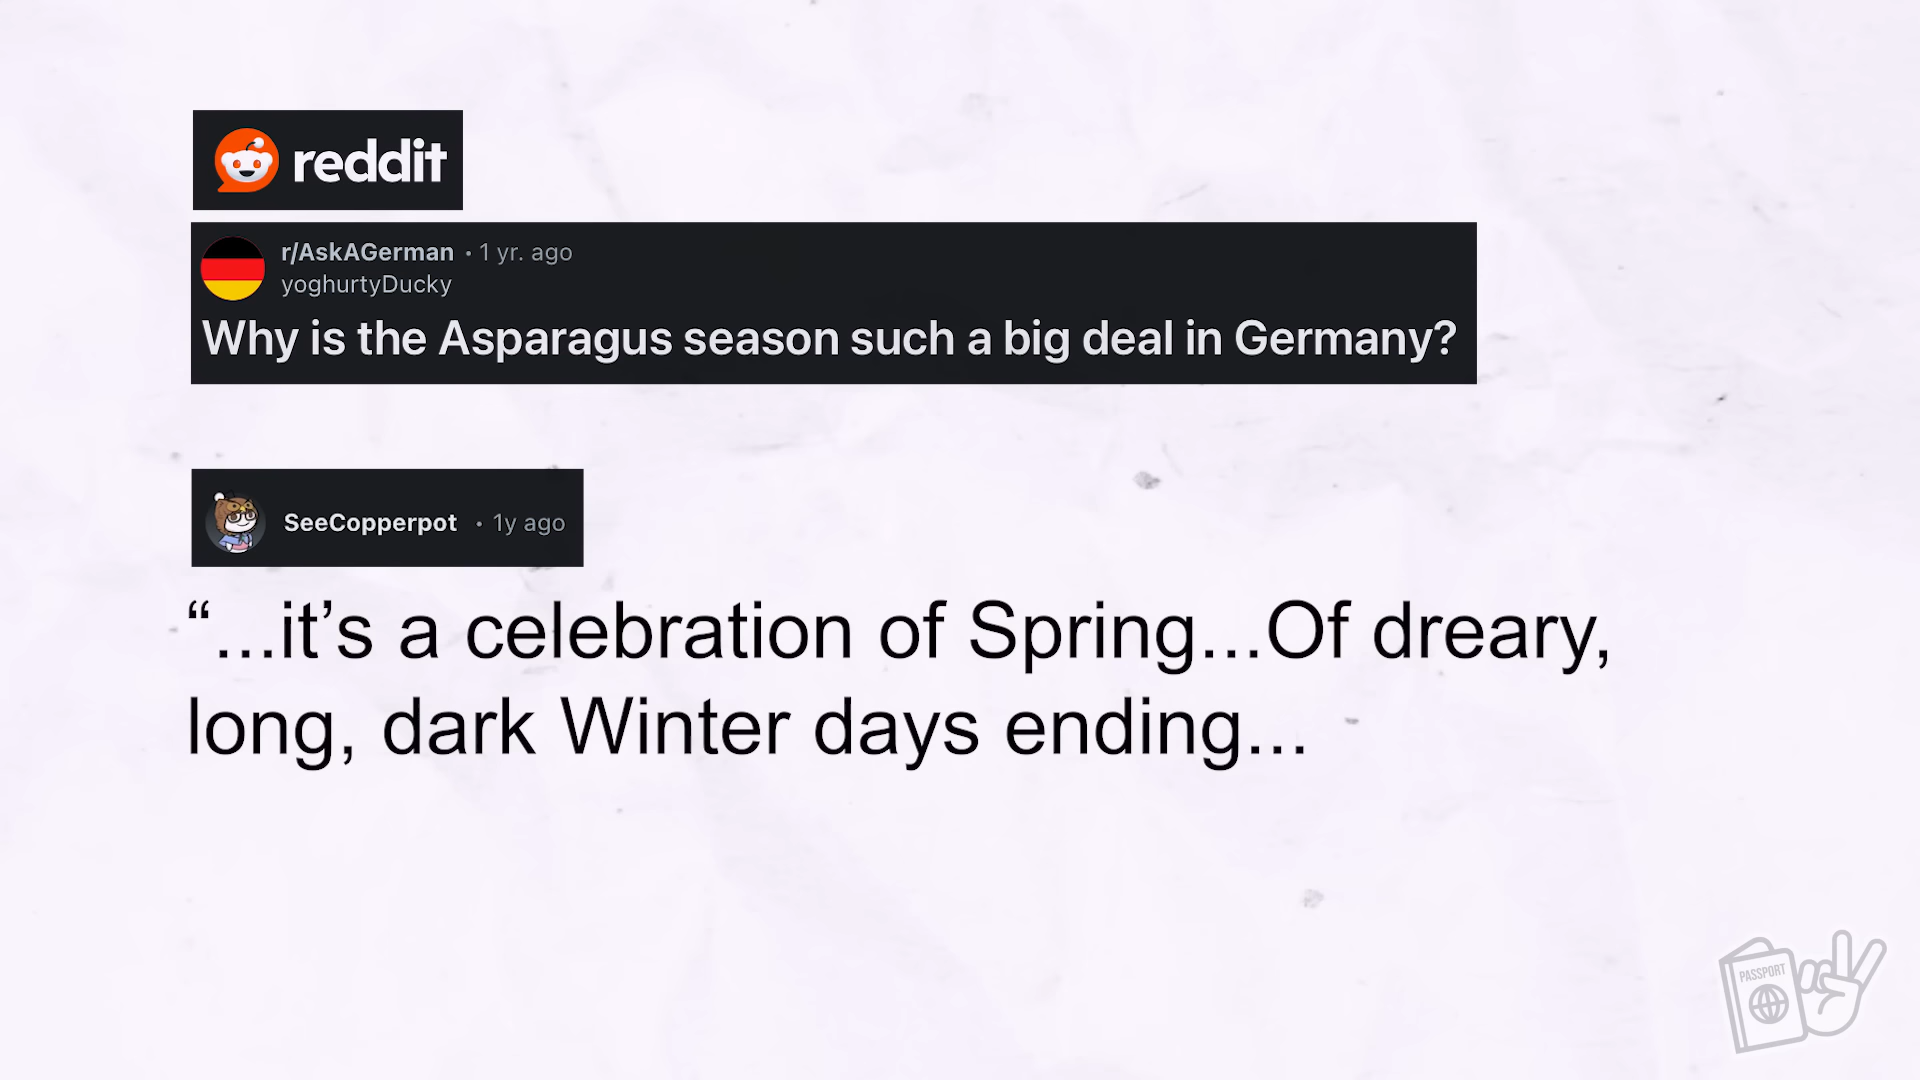 reddit
r/AskAGerman · 1 yr. ago
yoghurtyDucky
Why is the Asparagus season such a big deal in Germany?
SeeCopperpot · 1y ago
“...it’s a celebration of Spring...Of dreary,
long, dark Winter days ending...
PASSPORT